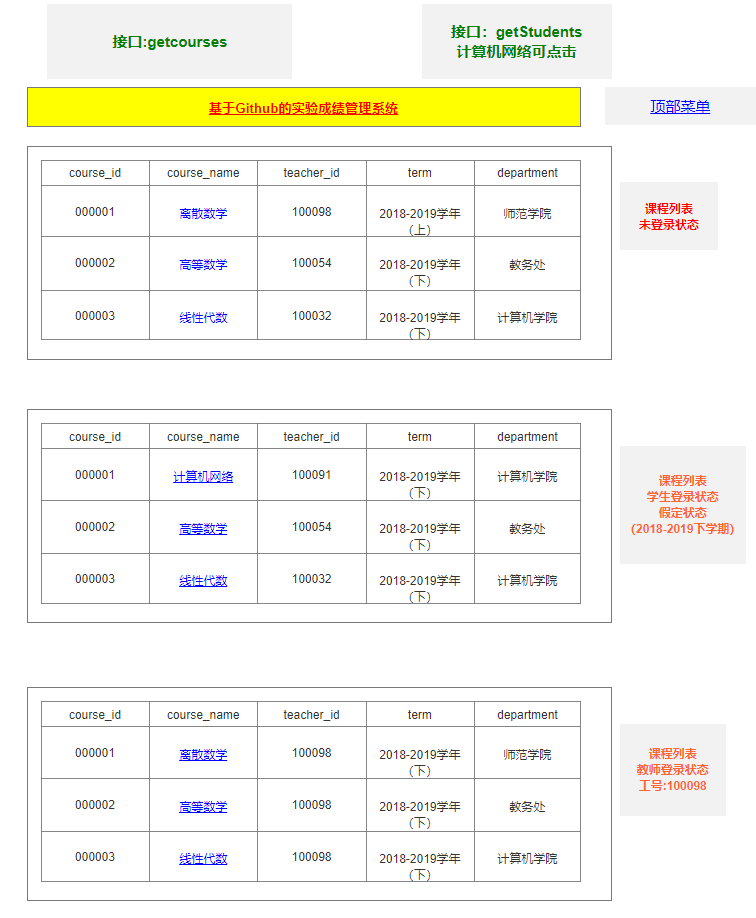 接口:getcourses
接口：getStudents
计算机网络可点击
基于Github的实验成绩管理系统
顶部菜单
course_id course_name teacher_id term department
000001 离散数学 100098 2018-2019学年
（上） 师范学院
000002 高等数学 100054 2018-2019学年
（下） 教务处
000003 线性代数 100032 2018-2019学年
（下） 计算机学院
课程列表
未登录状态
course_id course_name teacher_id term department
000001 计算机网络 100091 2018-2019学年
（下） 计算机学院
000002 高等数学 100054 2018-2019学年
（下） 教务处
000003 线性代数 100032 2018-2019学年
（下） 计算机学院
课程列表
学生登录状态
假定状态
(2018-2019下学期)
course_id course_name teacher_id term department
000001 离散数学 100098 2018-2019学年
（下） 师范学院
000002 高等数学 100098 2018-2019学年
（下） 教务处
000003 线性代数 100098 2018-2019学年
（下） 计算机学院
课程列表
教师登录状态
工号:100098